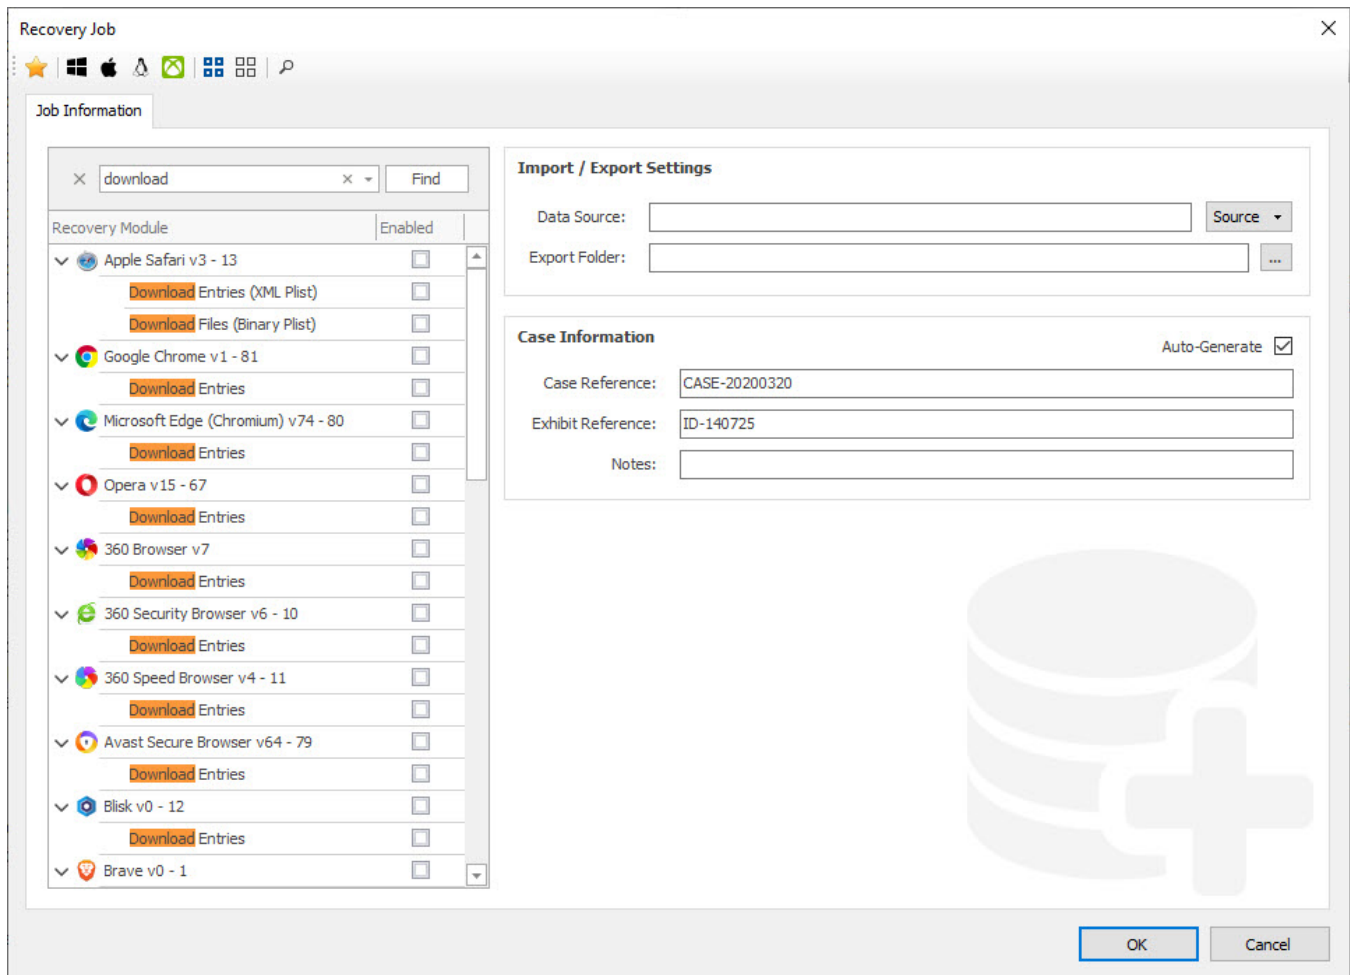 Recovery Job
Job Information
download
Find
Recovery Module
Enabled
Apple Safari v3 - 13
Download Entries (XML Plist)
Download Files (Binary Plist)
Google Chrome v1 - 81
Download Entries
Microsoft Edge (Chromium) v74 - 80
Download Entries
Opera v15 - 67
Download Entries
360 Browser v7
Download Entries
360 Security Browser v6 - 10
Download Entries
360 Speed Browser v4 - 11
Download Entries
Avast Secure Browser v64 - 79
Download Entries
Blisk v0 - 12
Download Entries
Brave v0 - 1
Import / Export Settings
Data Source:
Source
Export Folder:
...
Case Information
Auto-Generate
Case Reference: CASE-20200320
Exhibit Reference: ID-140725
Notes:
OK
Cancel